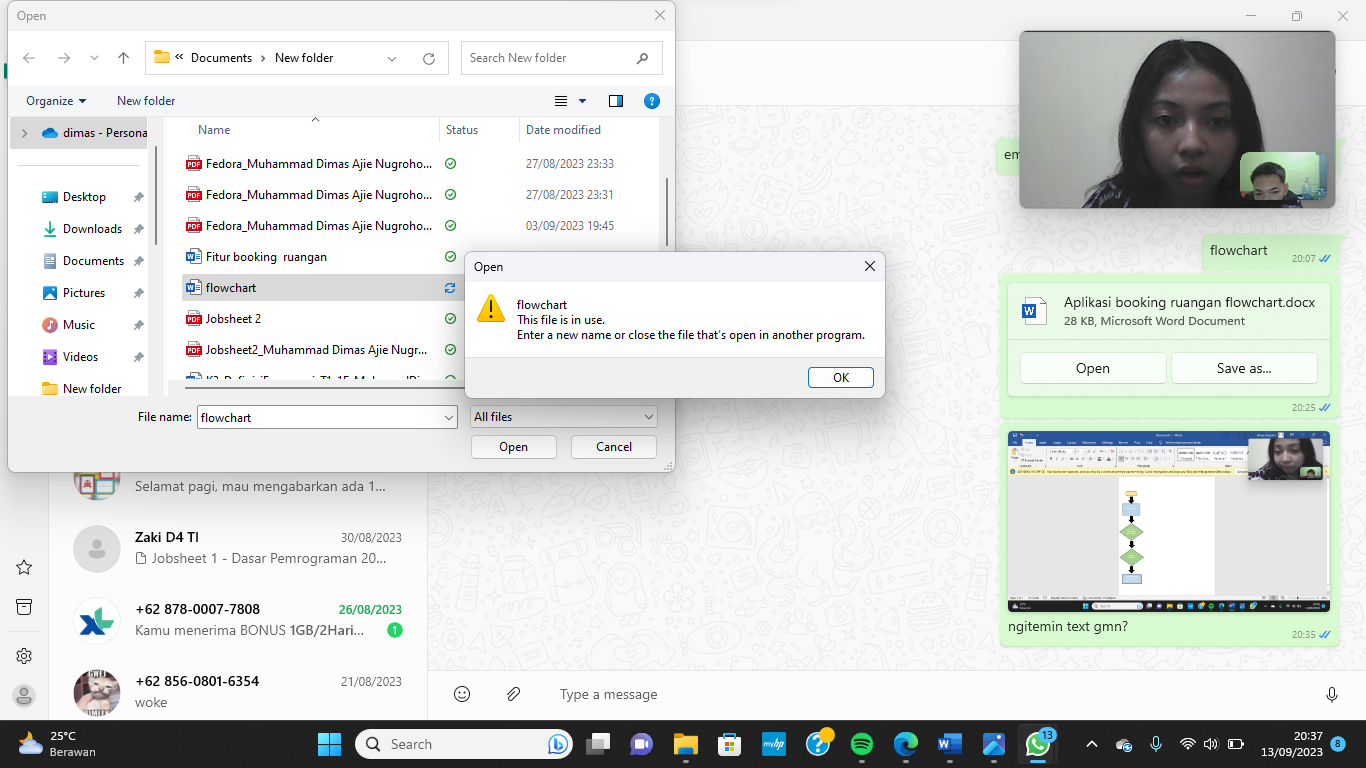 Open
Documents
New folder
Search New folder
Organize
New folder
dimas - Persona
Desktop
Downloads
Documents
Pictures
Music
Videos
New folder
Name
Status
Date modified
Fedora_Muhammad Dimas Ajie Nugroho...
27/08/2023 23:33
Fedora_Muhammad Dimas Ajie Nugroho...
27/08/2023 23:31
Fedora_Muhammad Dimas Ajie Nugroho...
03/09/2023 19:45
Fitur booking ruangan
flowchart
Jobsheet 2
Jobsheet2_Muhammad Dimas Ajie Nugr...
File name:
flowchart
All files
Open
Cancel
Open
flowchart
This file is in use.
Enter a new name or close the file that's open in another program.
OK
em
flowchart
20:07
Aplikasi booking ruangan flowchart.docx
28 KB, Microsoft Word Document
Open
Save as...
20:25
ngitemin text gmn?
20:35
Selamat pagi, mau mengabarkan ada 1...
Zaki D4 TI
30/08/2023
Jobsheet 1 - Dasar Pemrograman 20...
+62 878-0007-7808
26/08/2023
Kamu menerima BONUS 1GB/2Hari...
1
+62 856-0801-6354
21/08/2023
woke
Type a message
25°C
Berawan
Search
13
20:37
13/09/2023
8